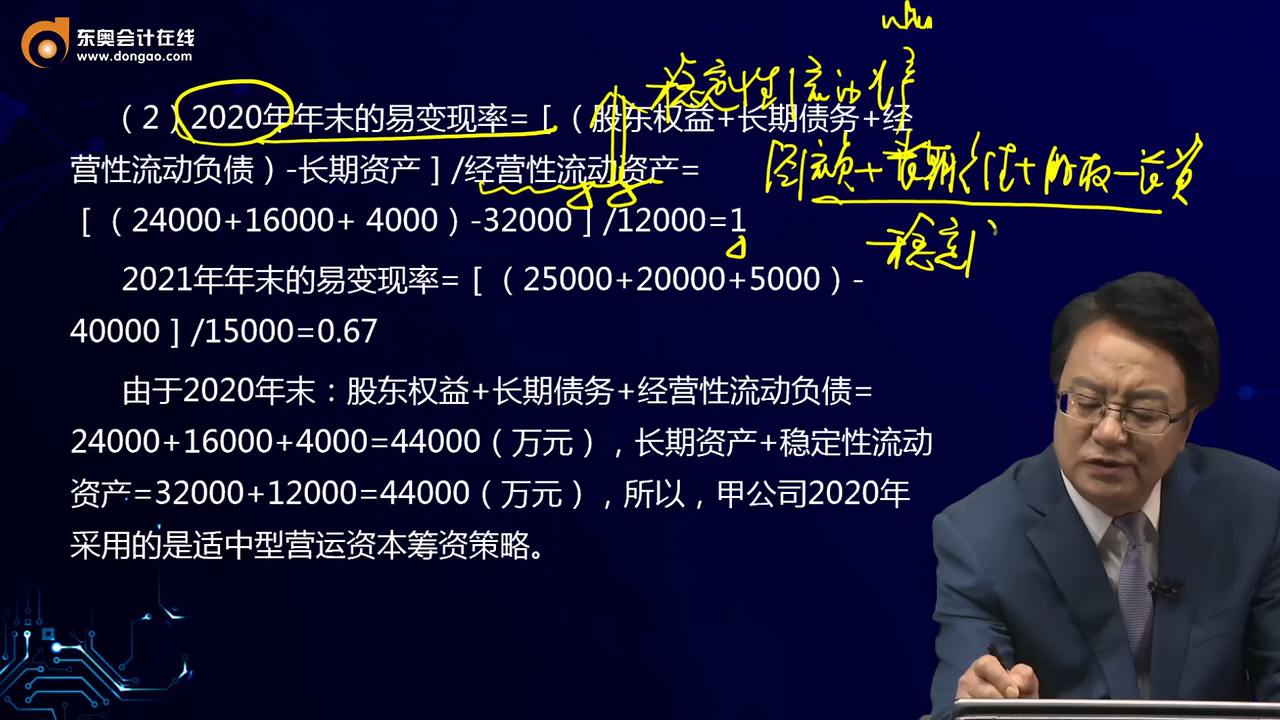 东奥会计在线
www.dongao.com
（2）2020年年末的易变现率=［（股东权益+长期债务+经
营性流动负债）-长期资产］/经营性流动资产=
［（24000+16000+ 4000）-32000］/12000=1
2021年年末的易变现率=［（25000+20000+5000）-
40000］/15000=0.67
由于2020年末：股东权益+长期债务+经营性流动负债=
24000+16000+4000=44000（万元），长期资产+稳定性流动
资产=32000+12000=44000（万元），所以，甲公司2020年
采用的是适中型营运资本筹资策略。
稳定性流动资产